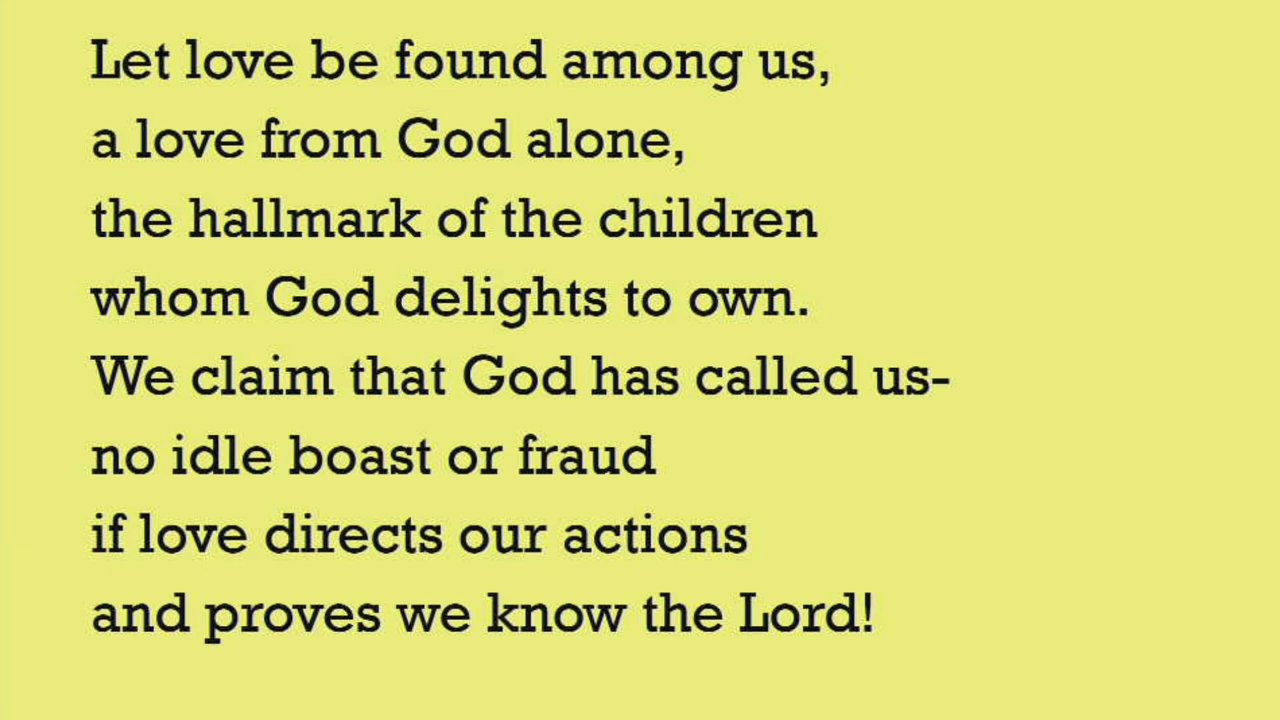 Let love be found among us,
a love from God alone,
the hallmark of the children
whom God delights to own.
We claim that God has called us-
no idle boast or fraud
if love directs our actions
and proves we know the Lord!